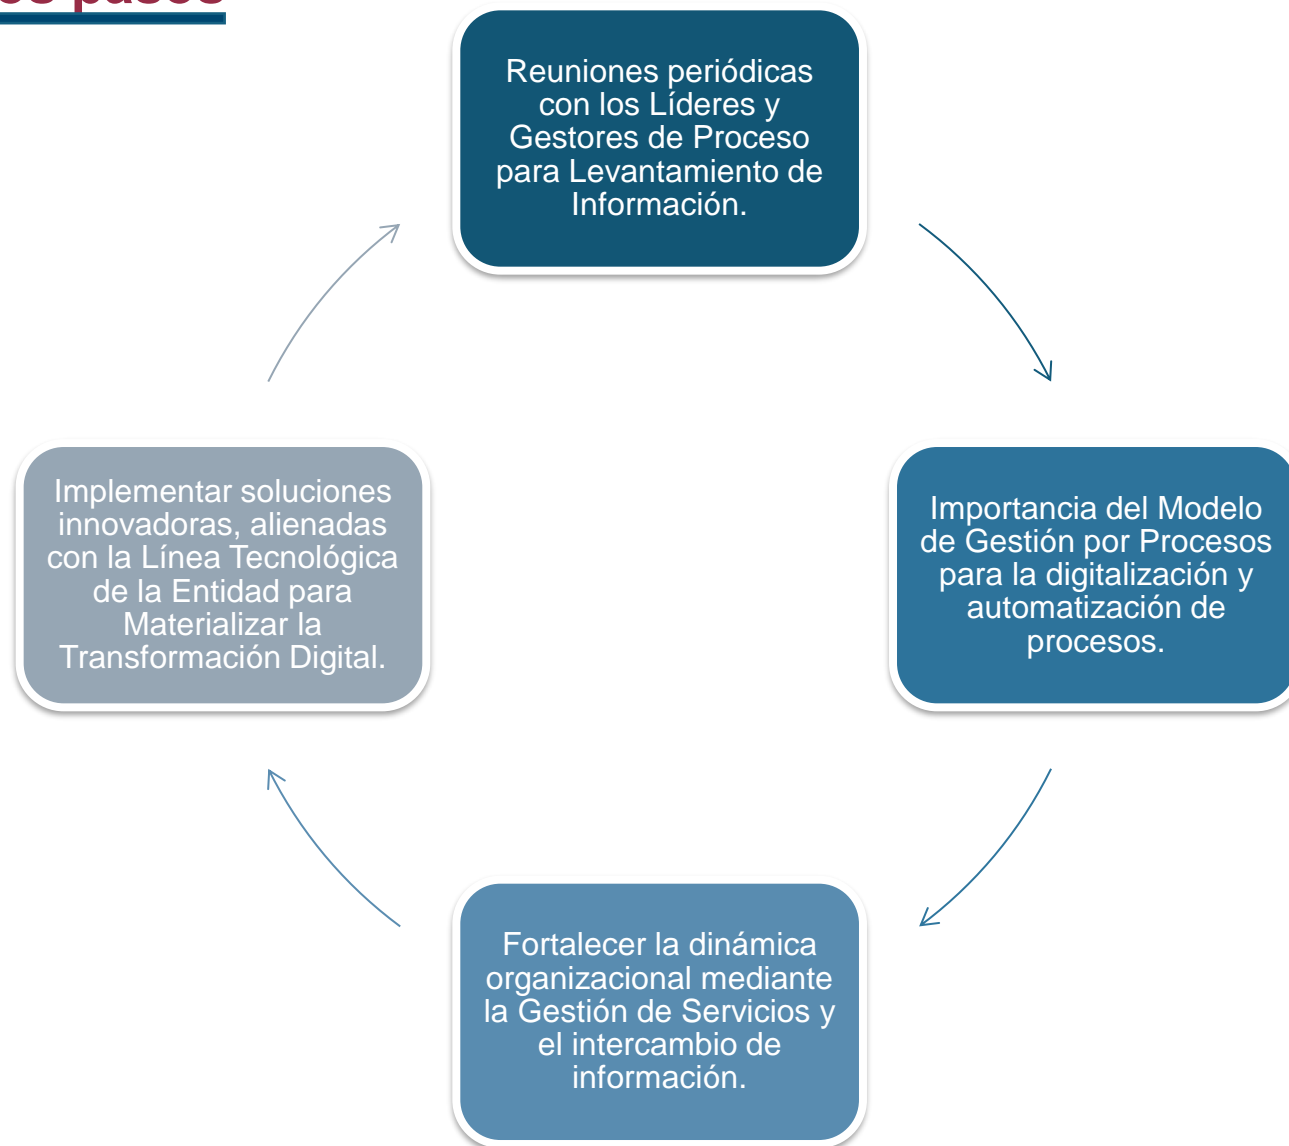 pasos
Reuniones periódicas
con los Líderes y
Gestores de Proceso
para Levantamiento de
Información.
Importancia del Modelo
de Gestión por Procesos
para la digitalización y
automatización de
procesos.
Fortalecer la dinámica
organizacional mediante
la Gestión de Servicios y
el intercambio de
información.
Implementar soluciones
innovadoras, alienadas
con la Línea Tecnológica
de la Entidad para
Materializar la
Transformación Digital.